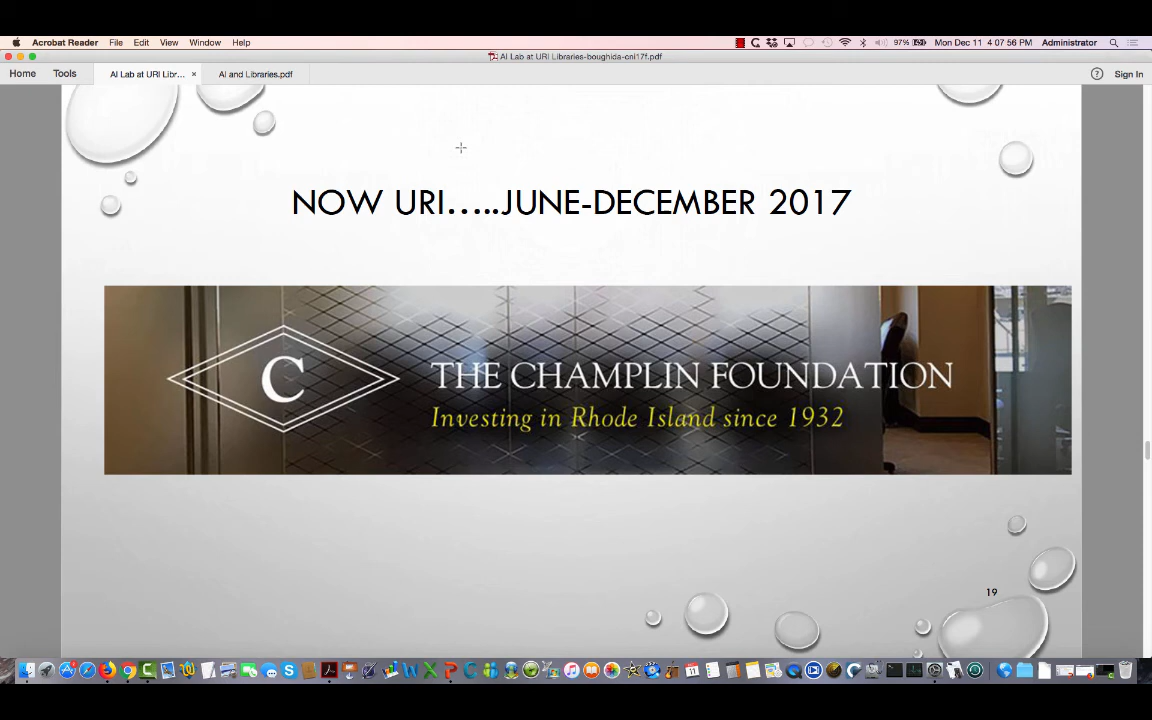 Acrobat Reader File Edit View Window Help
97% Mon Dec 11 4:07:56 PM Administrator
AI Lab at URI Libraries-boughida-cni17f.pdf
Home Tools AI Lab at URI Libr... × AI and Libraries.pdf ? Sign In
NOW URI.....JUNE-DECEMBER 2017
C
THE CHAMPLIN FOUNDATION
Investing in Rhode Island since 1932
19